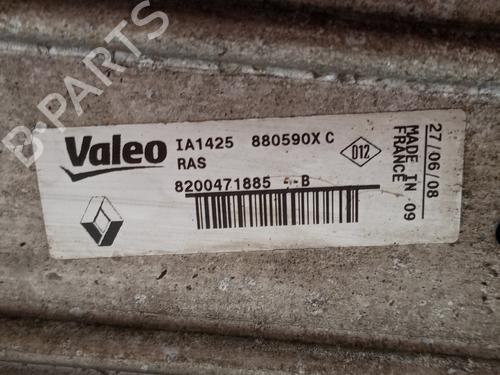 B-PARTS
Valeo
IA1425 880590X C
RAS
D12
8200471885 --B
27/06/08
MADE IN 09
FRANCE